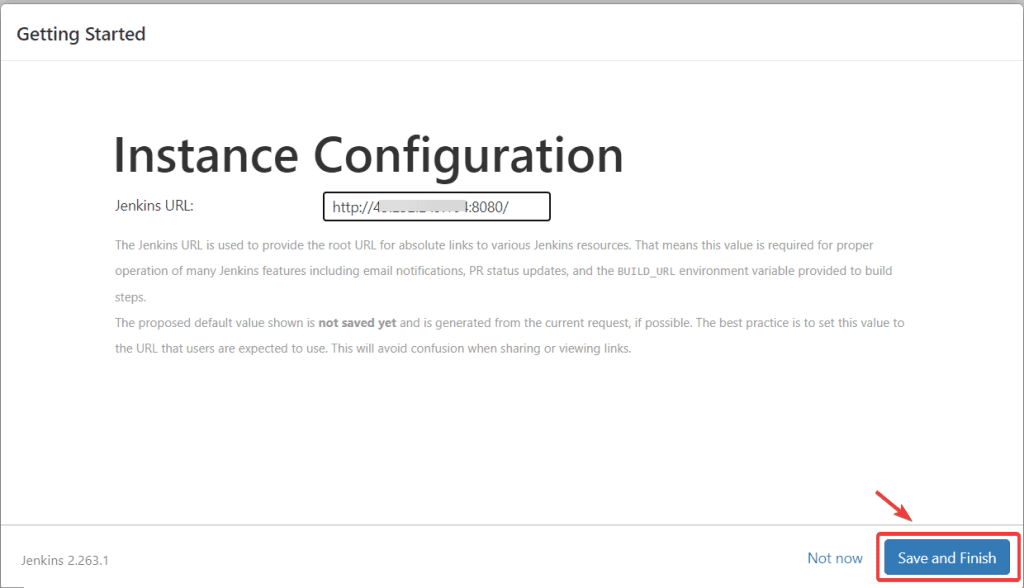 Getting Started
Instance Configuration
Jenkins URL:
:8080/
The Jenkins URL is used to provide the root URL for absolute links to various Jenkins resources. That means this value is required for proper
operation of many Jenkins features including email notifications, PR status updates, and the BUILD_URL environment variable provided to build
steps.
The proposed default value shown is not saved yet and is generated from the current request, if possible. The best practice is to set this value to
the URL that users are expected to use. This will avoid confusion when sharing or viewing links.
Jenkins 2.263.1
Not now
Save and Finish